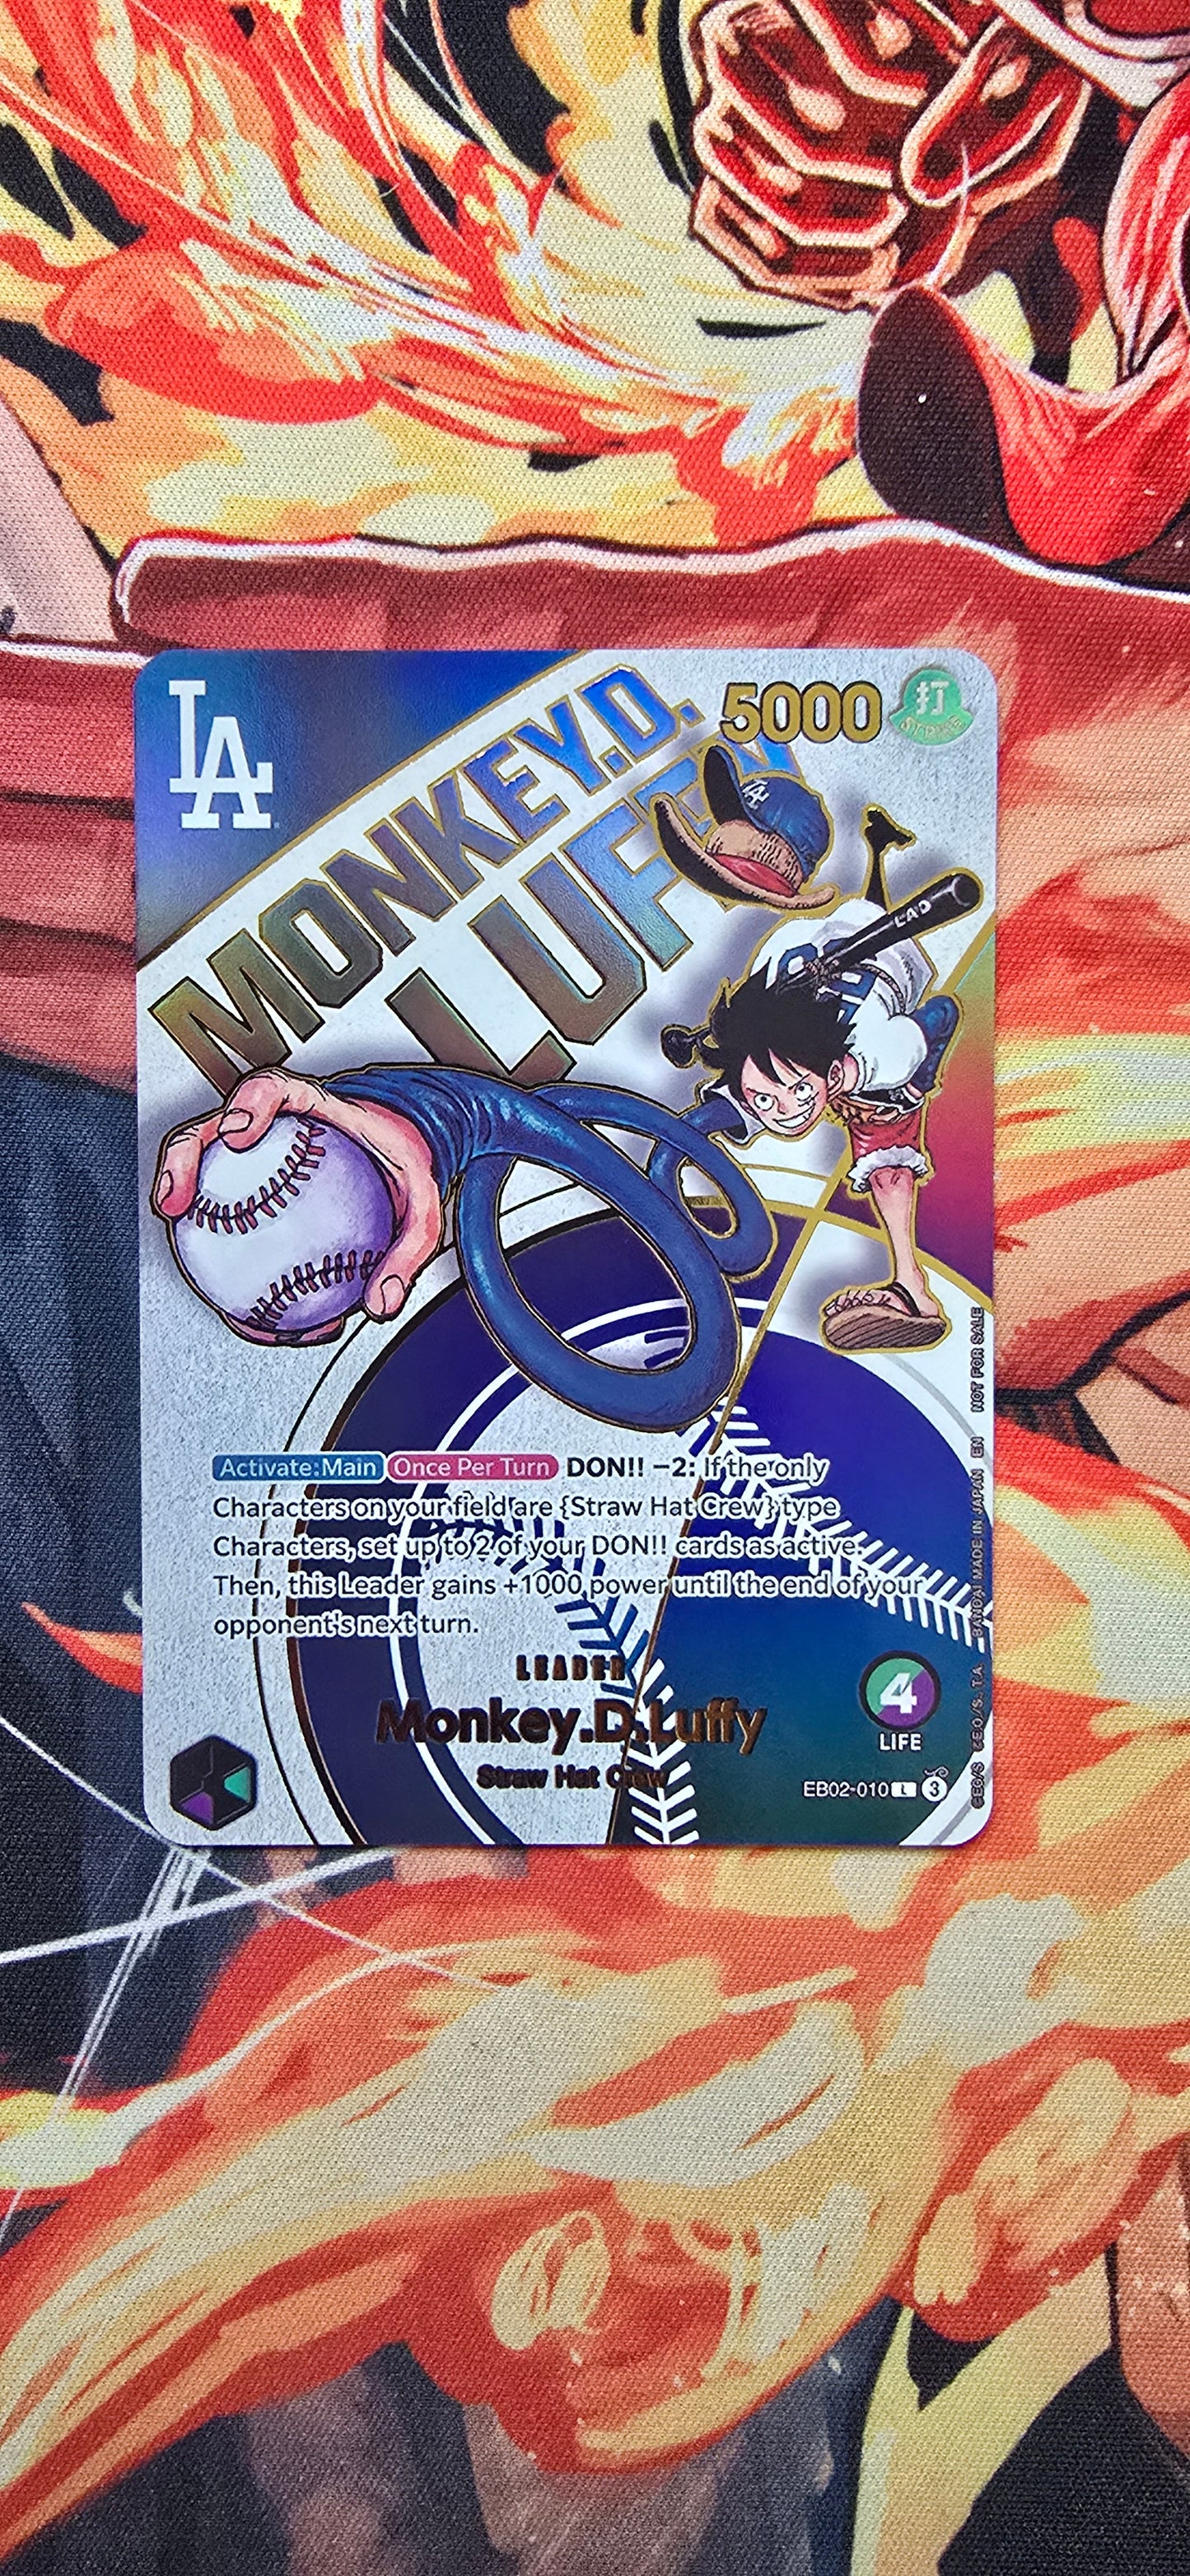 LA
MONKEY.D.
LUFFY
5000
打
STRIKE
LA
LAD
Activate:Main Once Per Turn DON!! −2: If the only
Characters on your field are {Straw Hat Crew} type
Characters, set up to 2 of your DON!! cards as active.
Then, this Leader gains +1000 power until the end of your
opponent's next turn.
LEADER
Monkey.D.Luffy
Straw Hat Crew
4
LIFE
EB02-010 L 3
©EO/S. ©EO/S. T.A. BANDAI MADE IN JAPAN EN NOT FOR SALE